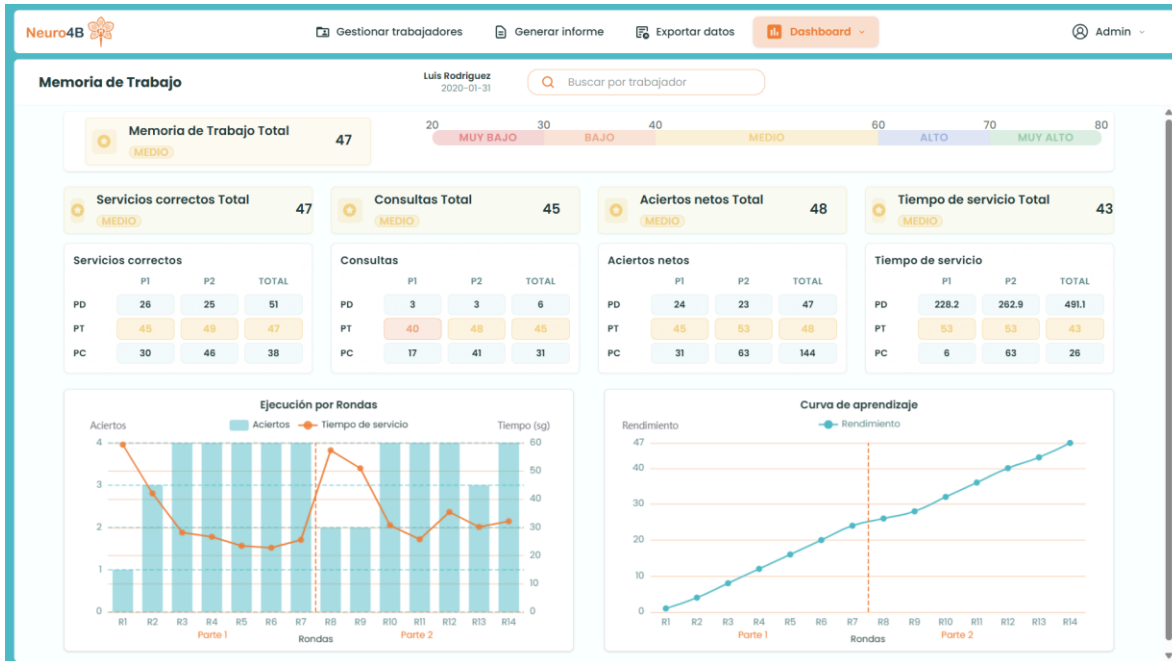 Neuro4B
Gestionar trabajadores
Generar informe
Exportar datos
Dashboard
Admin
Memoria de Trabajo
Luis Rodriguez
2020-01-31
Buscar por trabajador
Memoria de Trabajo Total
MEDIO
47
20 30 40 60 70 80
MUY BAJO BAJO MEDIO ALTO MUY ALTO
Servicios correctos Total
MEDIO
47
Consultas Total
MEDIO
45
Aciertos netos Total
MEDIO
48
Tiempo de servicio Total
MEDIO
43
Servicios correctos
P1 P2 TOTAL
PD 26 25 51
PT 45 49 47
PC 30 46 38
Consultas
P1 P2 TOTAL
PD 3 3 6
PT 40 48 45
PC 17 41 31
Aciertos netos
P1 P2 TOTAL
PD 24 23 47
PT 45 53 48
PC 31 63 144
Tiempo de servicio
P1 P2 TOTAL
PD 228.2 262.9 491.1
PT 53 53 43
PC 6 63 26
Ejecución por Rondas
Aciertos
Aciertos Tiempo de servicio
Tiempo (sg)
4 60
50
3
40
2 30
20
1
10
0 0
R1 R2 R3 R4 R5 R6 R7 R8 R9 R10 R11 R12 R13 R14
Parte 1 Parte 2
Rondas
Curva de aprendizaje
Rendimiento
Rendimiento
47
40
30
20
10
0
R1 R2 R3 R4 R5 R6 R7 R8 R9 R10 R11 R12 R13 R14
Parte 1 Parte 2
Rondas